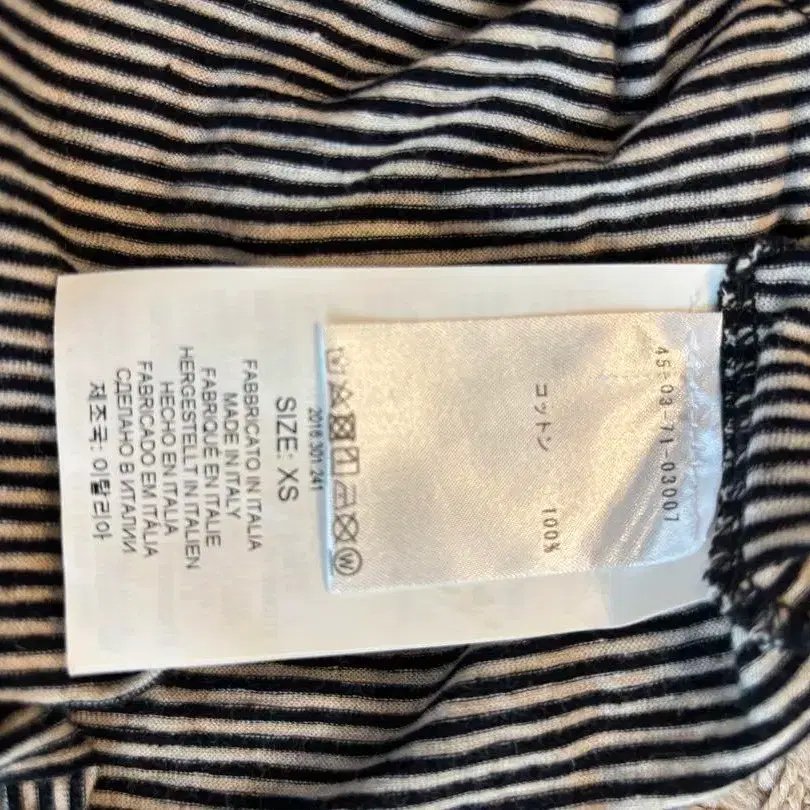 45-03-71-03007
コットン 100%
W
2016.001.241
SIZE: XS
FABBRICATO IN ITALIA
MADE IN ITALY
FABRIQUÉ EN ITALIE
HERGESTELLT IN ITALIEN
HECHO EN ITALIA
FABRICADO EM ITÁLIA
СДЕЛАНО В ИТАЛИИ
제조국: 이탈리아